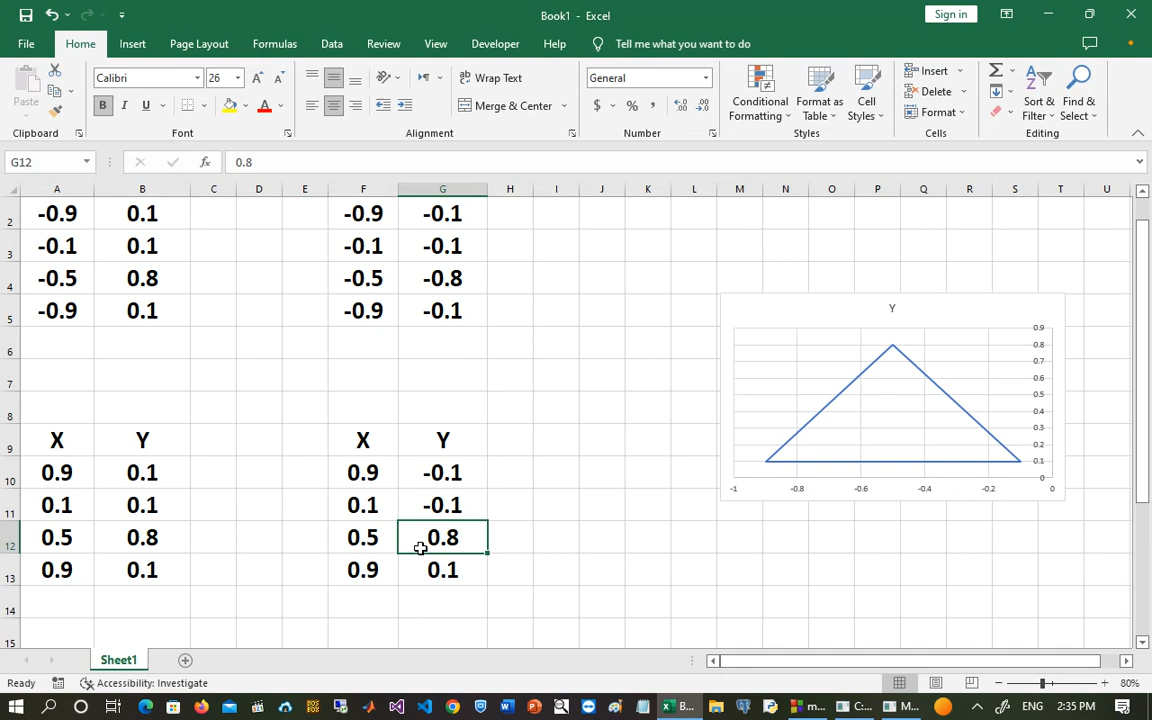 Book1 - Excel
Sign in
File Home Insert Page Layout Formulas Data Review View Developer Help Tell me what you want to do
Paste
Calibri 26
B I U
Wrap Text
Merge & Center
General
$ % ,
Conditional Formatting
Format as Table
Cell Styles
Insert
Delete
Format
Sort & Filter
Find & Select
Clipboard Font Alignment Number Styles Cells Editing
G12 fx 0.8
A B C D E F G H I J K L M N O P Q R S T U
2 -0.9 0.1 -0.9 -0.1
3 -0.1 0.1 -0.1 -0.1
4 -0.5 0.8 -0.5 -0.8
5 -0.9 0.1 -0.9 -0.1
6
7
8
9 X Y X Y
10 0.9 0.1 0.9 -0.1
11 0.1 0.1 0.1 -0.1
12 0.5 0.8 0.5 0.8
13 0.9 0.1 0.9 0.1
14
15
Y
0.9
0.8
0.7
0.6
0.5
0.4
0.3
0.2
0.1
0
-1 -0.8 -0.6 -0.4 -0.2 0
Sheet1
Ready Accessibility: Investigate 80%
B... m... C:... M... ENG 2:35 PM